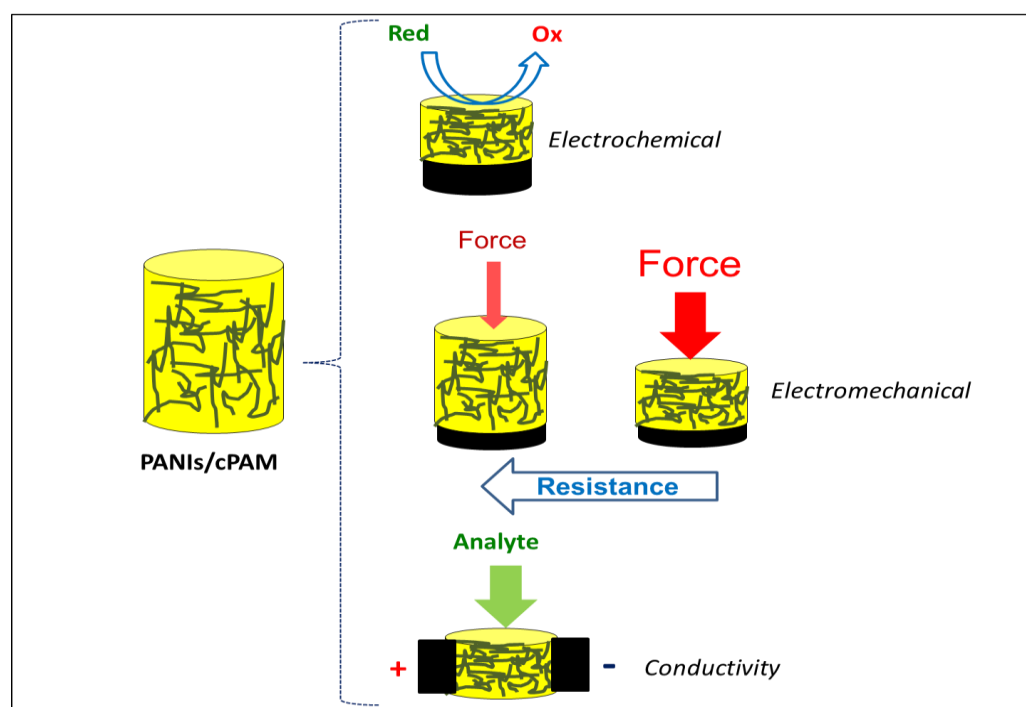 Red
Ox
Electrochemical
Force
Force
Electromechanical
PANIs/cPAM
Resistance
Analyte
+
-
Conductivity